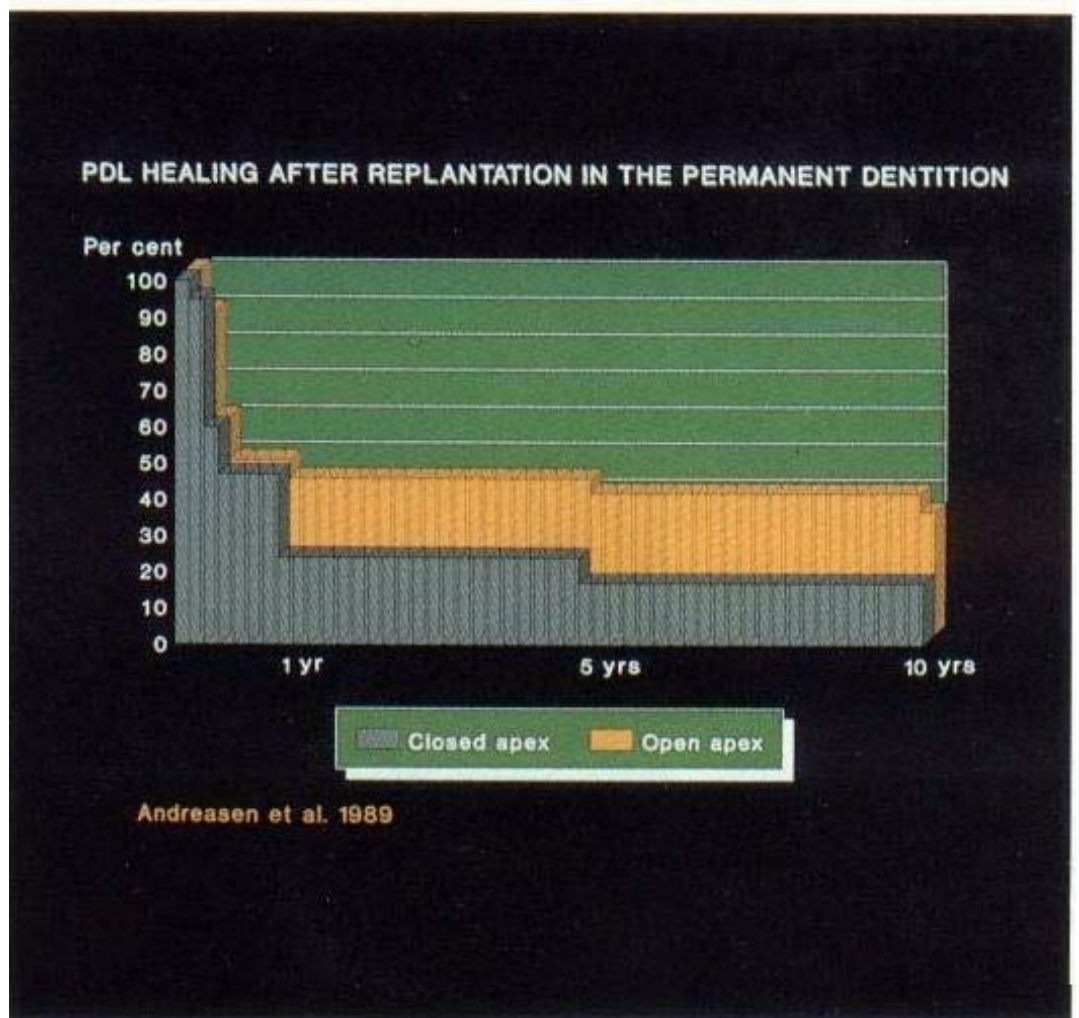 PDL HEALING AFTER REPLANTATION IN THE PERMANENT DENTITION
Per cent
100
90
80
70
60
50
40
30
20
10
0
1 yr 5 yrs 10 yrs
Closed apex Open apex
Andreasen et al. 1989